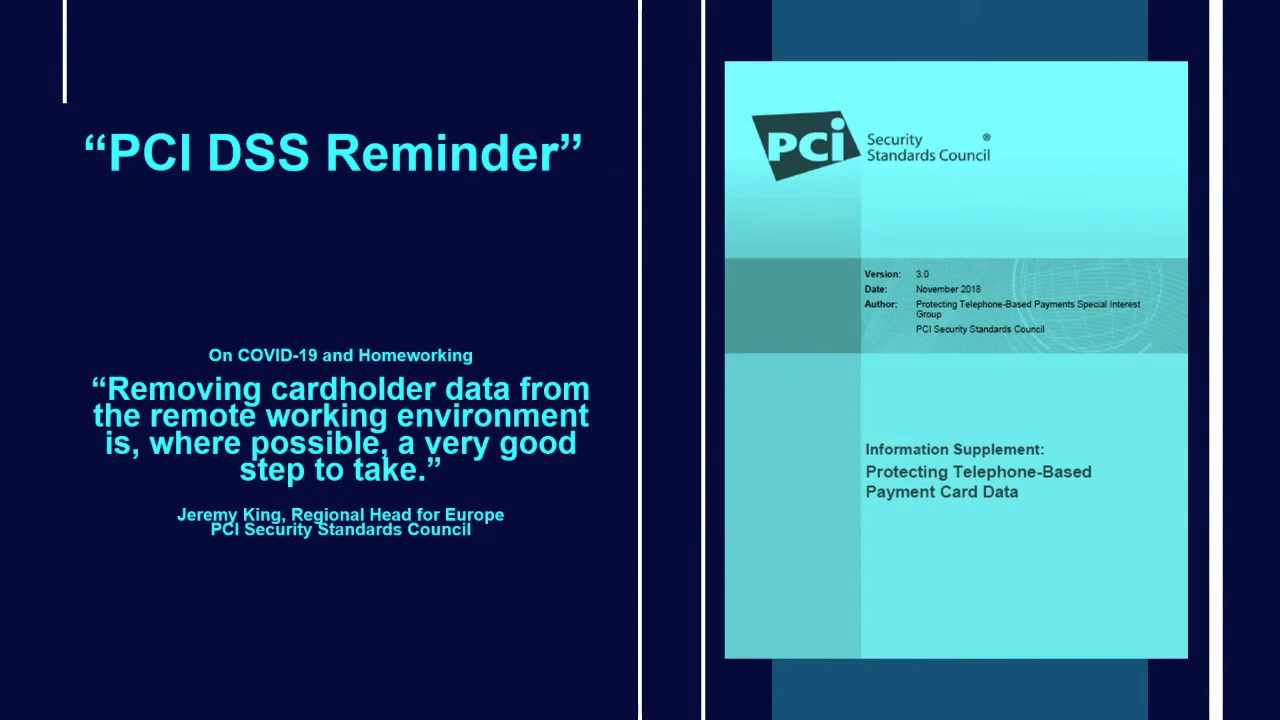 “PCI DSS Reminder”
On COVID-19 and Homeworking
“Removing cardholder data from
the remote working environment
is, where possible, a very good
step to take.”
Jeremy King, Regional Head for Europe
PCI Security Standards Council
PCi Security ®
Standards Council
Version: 3.0
Date: November 2018
Author: Protecting Telephone-Based Payments Special Interest
Group
PCI Security Standards Council
Information Supplement:
Protecting Telephone-Based
Payment Card Data